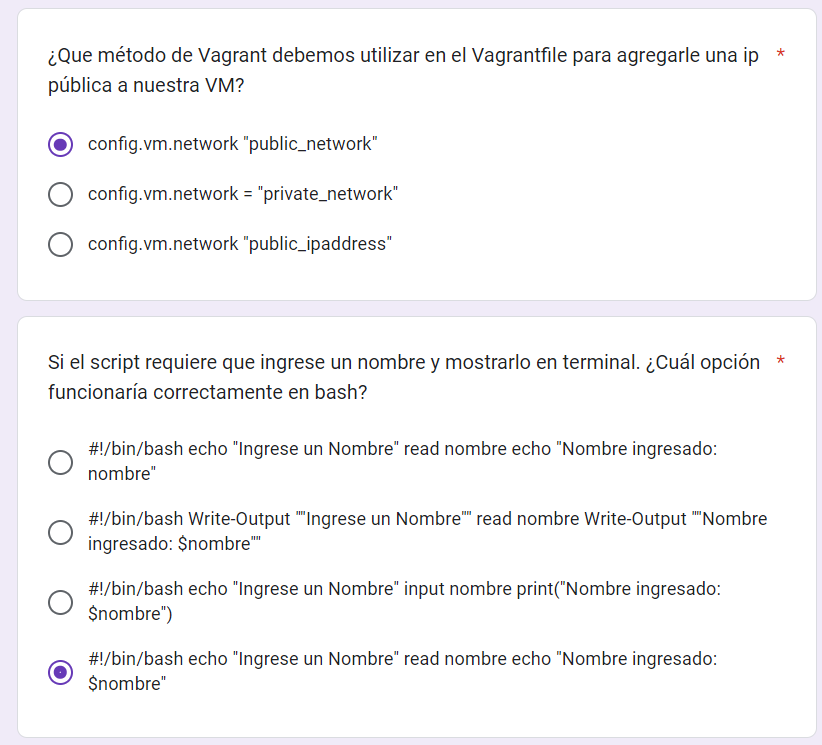 ¿Que método de Vagrant debemos utilizar en el Vagrantfile para agregarle una ip *
pública a nuestra VM?
config.vm.network "public_network"
config.vm.network = "private_network"
config.vm.network "public_ipaddress"
Si el script requiere que ingrese un nombre y mostrarlo en terminal. ¿Cuál opción *
funcionaría correctamente en bash?
#!/bin/bash echo "Ingrese un Nombre" read nombre echo "Nombre ingresado:
nombre"
#!/bin/bash Write-Output ""Ingrese un Nombre"" read nombre Write-Output ""Nombre
ingresado: $nombre""
#!/bin/bash echo "Ingrese un Nombre" input nombre print("Nombre ingresado:
$nombre")
#!/bin/bash echo "Ingrese un Nombre" read nombre echo "Nombre ingresado:
$nombre"